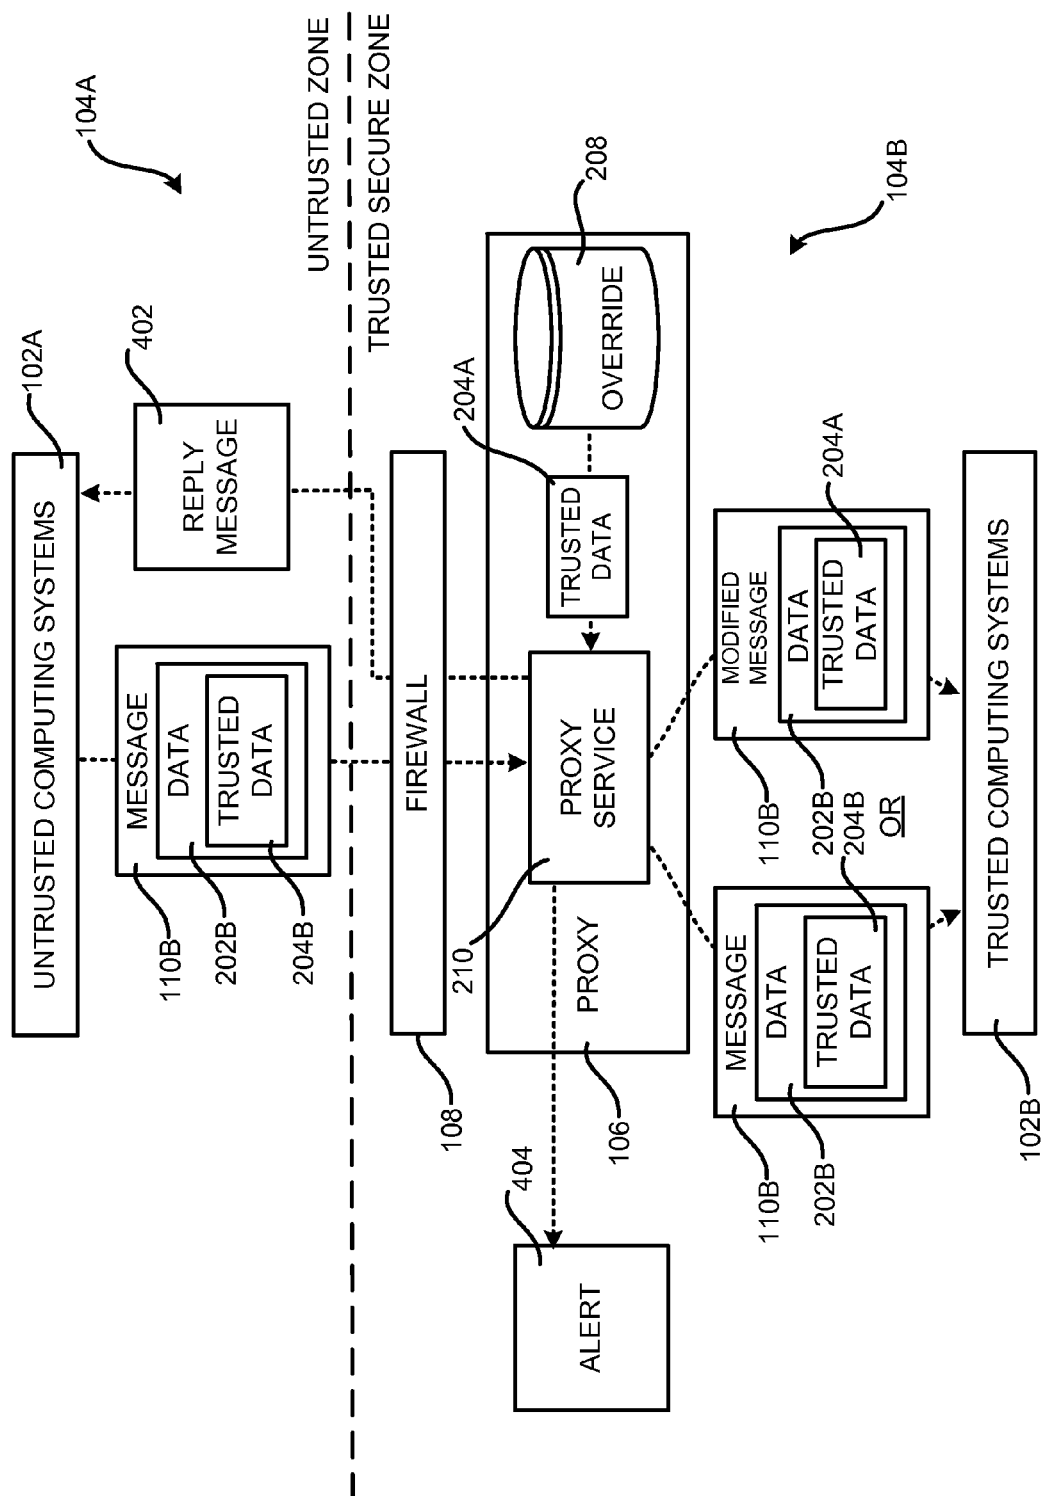 UNTRUSTED COMPUTING SYSTEMS
102A
104A
MESSAGE
DATA
TRUSTED
DATA
110B
202B
204B
REPLY
MESSAGE
402
UNTRUSTED ZONE
TRUSTED SECURE ZONE
FIREWALL
108
210
204A
404
ALERT
PROXY
106
PROXY
SERVICE
TRUSTED
DATA
OVERRIDE
208
MESSAGE
DATA
TRUSTED
DATA
110B
202B
MODIFIED
MESSAGE
DATA
TRUSTED
DATA
110B
202B
204B
204A
OR
104B
TRUSTED COMPUTING SYSTEMS
102B